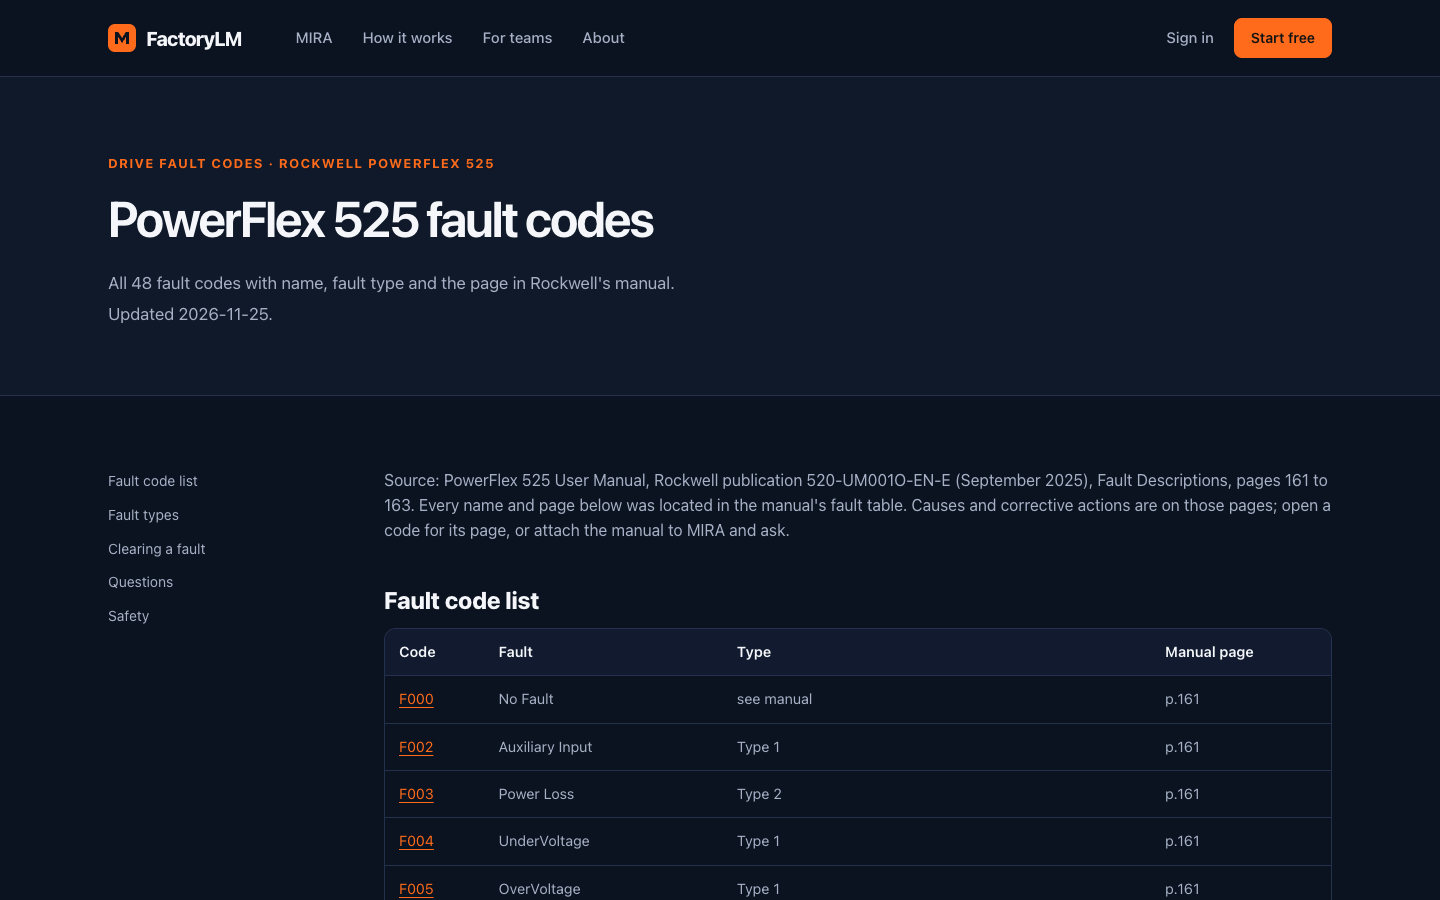 M FactoryLM MIRA How it works For teams About Sign in Start free
DRIVE FAULT CODES · ROCKWELL POWERFLEX 525
PowerFlex 525 fault codes
All 48 fault codes with name, fault type and the page in Rockwell's manual.
Updated 2026-11-25.
Fault code list
Fault types
Clearing a fault
Questions
Safety
Source: PowerFlex 525 User Manual, Rockwell publication 520-UM001O-EN-E (September 2025), Fault Descriptions, pages 161 to
163. Every name and page below was located in the manual's fault table. Causes and corrective actions are on those pages; open a
code for its page, or attach the manual to MIRA and ask.
Fault code list
Code Fault Type Manual page
F000 No Fault see manual p.161
F002 Auxiliary Input Type 1 p.161
F003 Power Loss Type 2 p.161
F004 UnderVoltage Type 1 p.161
F005 OverVoltage Type 1 p.161